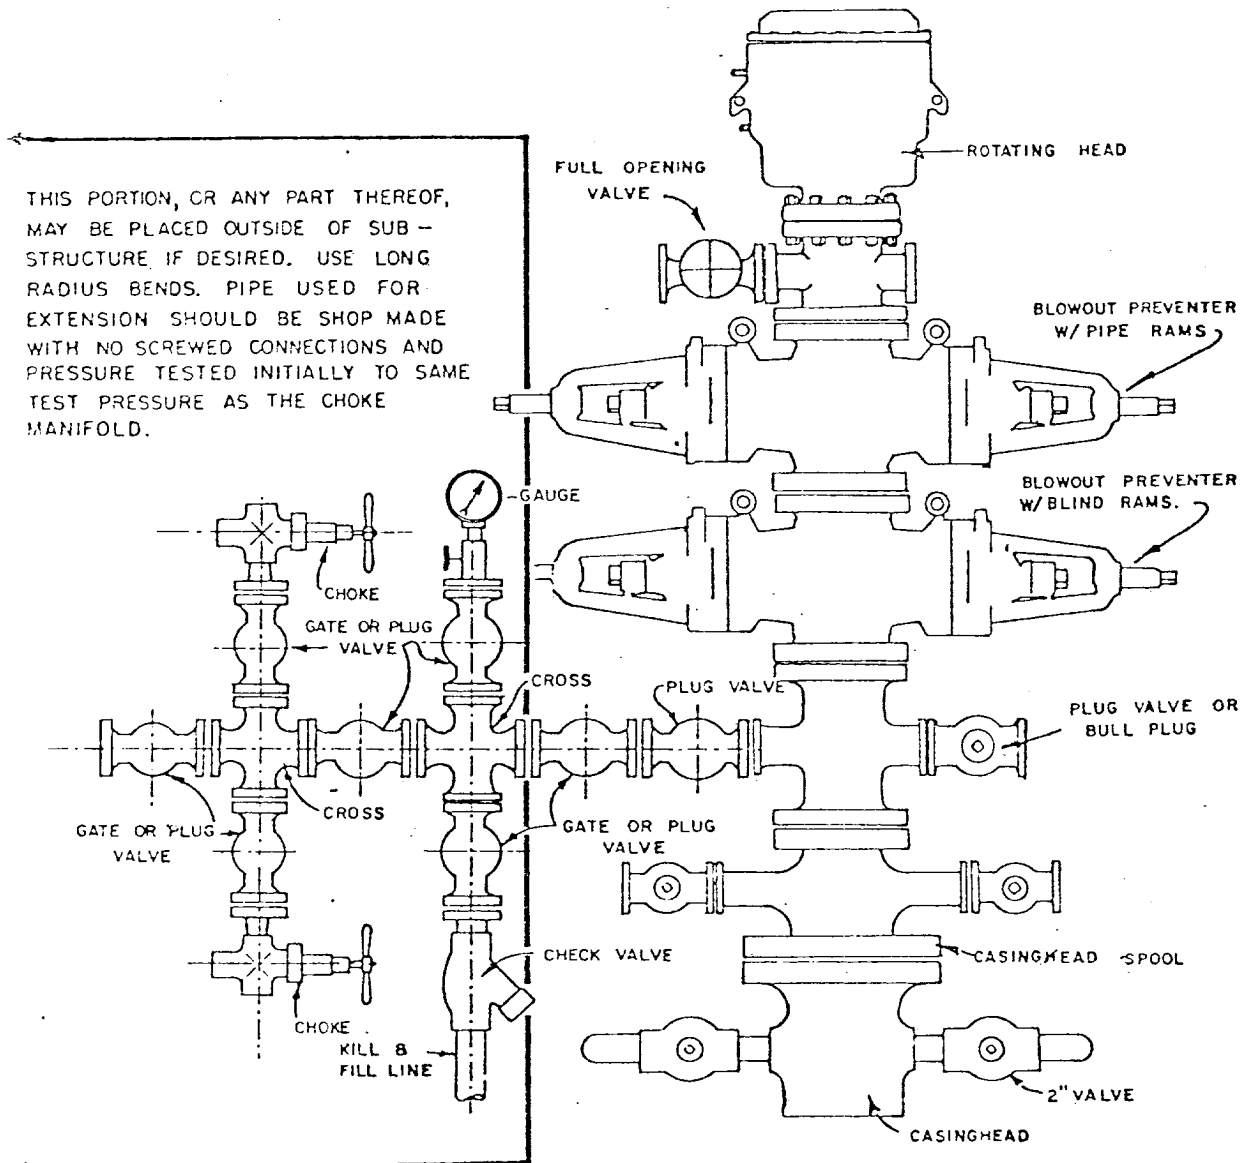 ROTATING HEAD
FULL OPENING
VALVE
THIS PORTION, CR ANY PART THEREOF,
MAY BE PLACED OUTSIDE OF SUB-
STRUCTURE IF DESIRED. USE LONG
RADIUS BENDS. PIPE USED FOR
EXTENSION SHOULD BE SHOP MADE
WITH NO SCREWED CONNECTIONS AND
PRESSURE TESTED INITIALLY TO SAME
TEST PRESSURE AS THE CHOKE
MANIFOLD.
BLOWOUT PREVENTER
W/ PIPE RAMS
GAUGE
BLOWOUT PREVENTER
W/ BLIND RAMS.
CHOKE
GATE OR PLUG
VALVE
CROSS
PLUG VALVE
PLUG VALVE OR
BULL PLUG
CROSS
GATE OR PLUG
VALVE
GATE OR PLUG
VALVE
CHECK VALVE
CASINGHEAD SPOOL
CHOKE
KILL &
FILL LINE
2" VALVE
CASINGHEAD